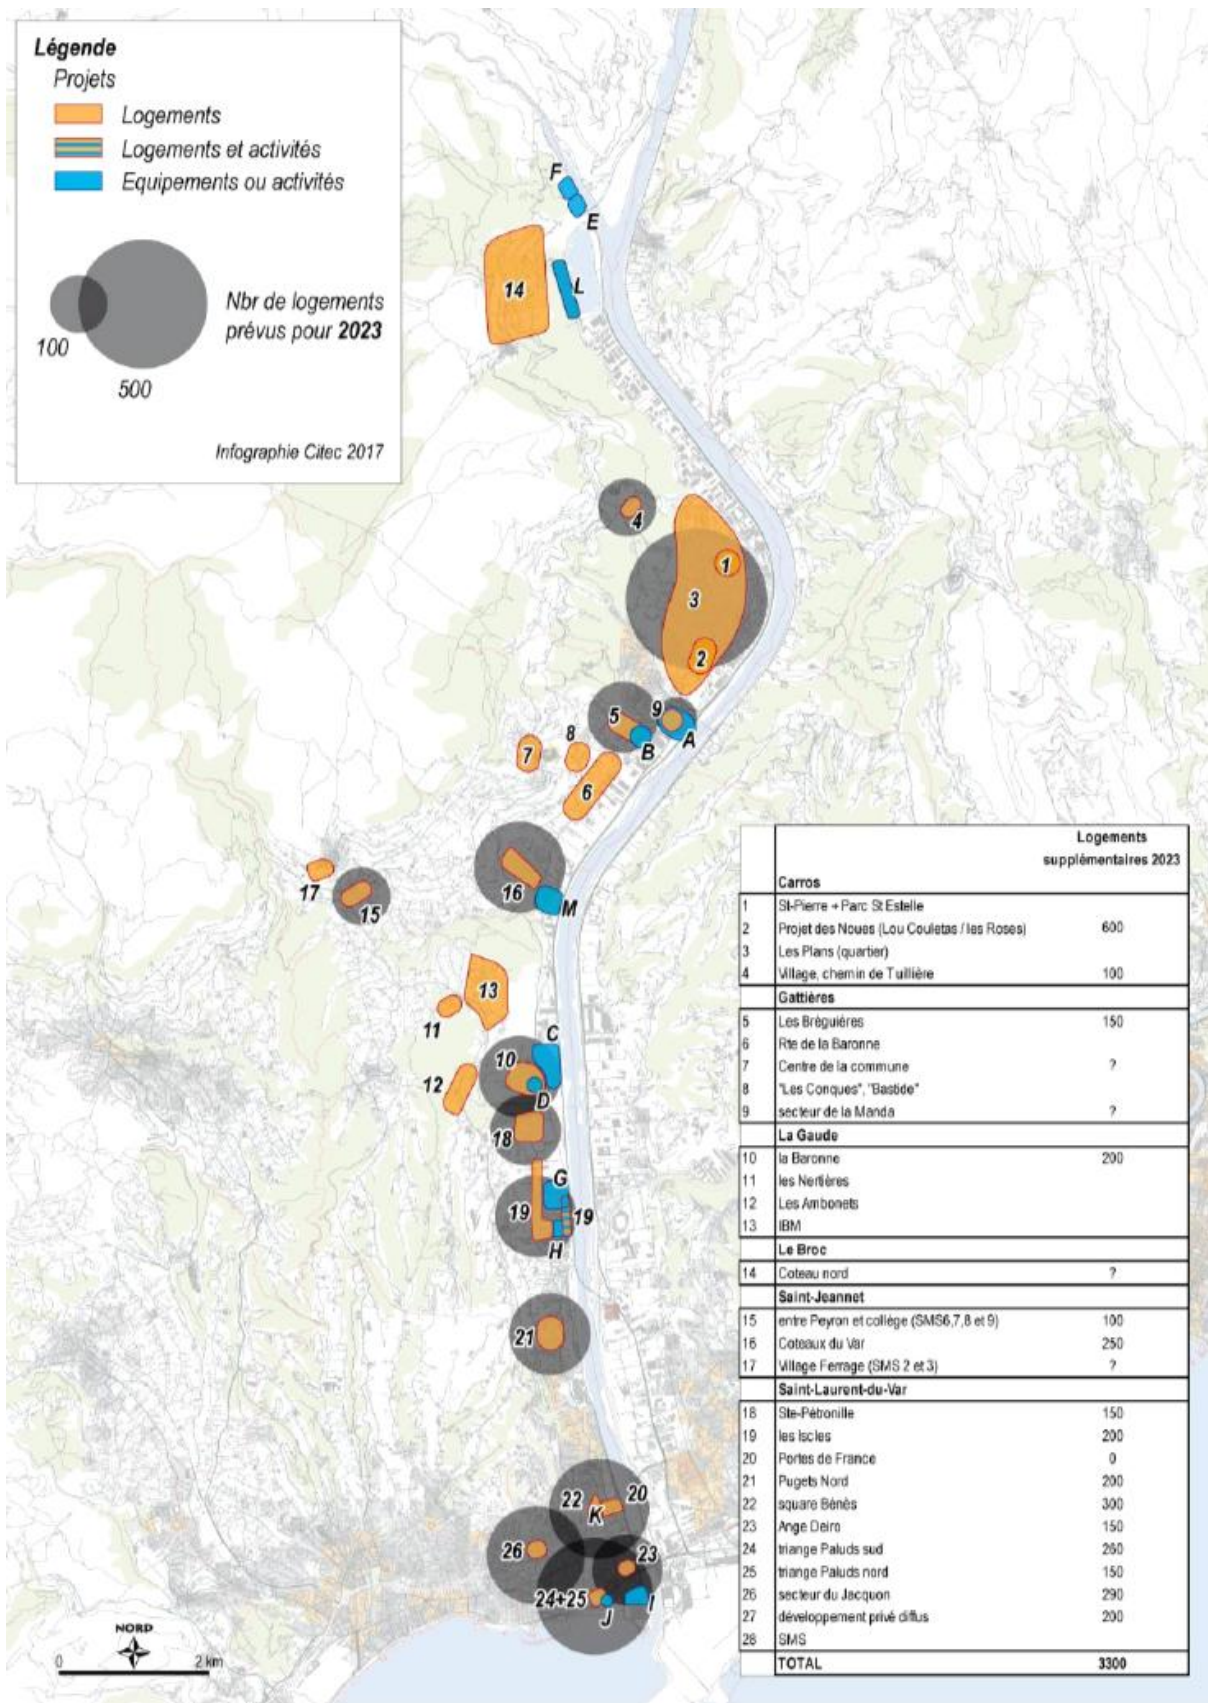 Légende
Projets
Logements
Logements et activités
Equipements ou activités
Nbr de logements
prévus pour 2023
100
500
Infographie Citec 2017
F
E
14
L
4
1
3
2
5
9
A
B
8
7
6
17
15
16
M
13
11
C
10
12
D
18
G
19
19
H
21
22
20
K
26
23
24+25
J
I
NORD
0 2 km
Logements
supplémentaires 2023
Carros
1 St-Pierre + Parc St Estelle
2 Projet des Noues (Lou Couletas / les Roses) 600
3 Les Plans (quartier)
4 Village, chemin de Tuillière 100
Gattières
5 Les Bréguières 150
6 Rte de la Baronne
7 Centre de la commune ?
8 "Les Conques", "Bastide"
9 secteur de la Manda ?
La Gaude
10 la Baronne 200
11 les Nertières
12 Les Ambonets
13 IBM
Le Broc
14 Coteau nord ?
Saint-Jeannet
15 entre Peyron et collège (SMS6,7,8 et 9) 100
16 Coteaux du Var 250
17 Village Ferrage (SMS 2 et 3) ?
Saint-Laurent-du-Var
18 Ste-Pétronille 150
19 les Iscles 200
20 Portes de France 0
21 Pugets Nord 200
22 square Bénès 300
23 Ange Deiro 150
24 triange Paluds sud 260
25 triange Paluds nord 150
26 secteur du Jacquon 290
27 développement privé diffus 200
28 SMS
TOTAL 3300